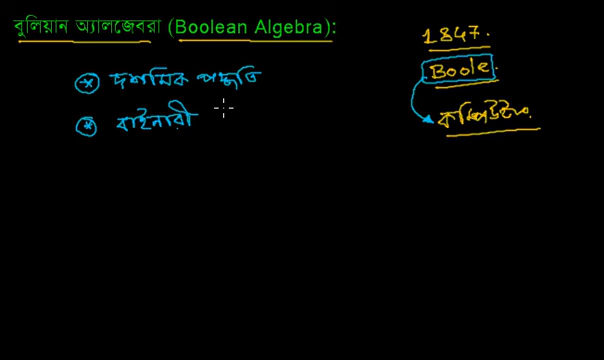 বুলিয়ান অ্যালজেবরা (Boolean Algebra):
1847.
Boole.
কম্পিউটার.
* দশমিক পদ্ধতি
* বাইনারী